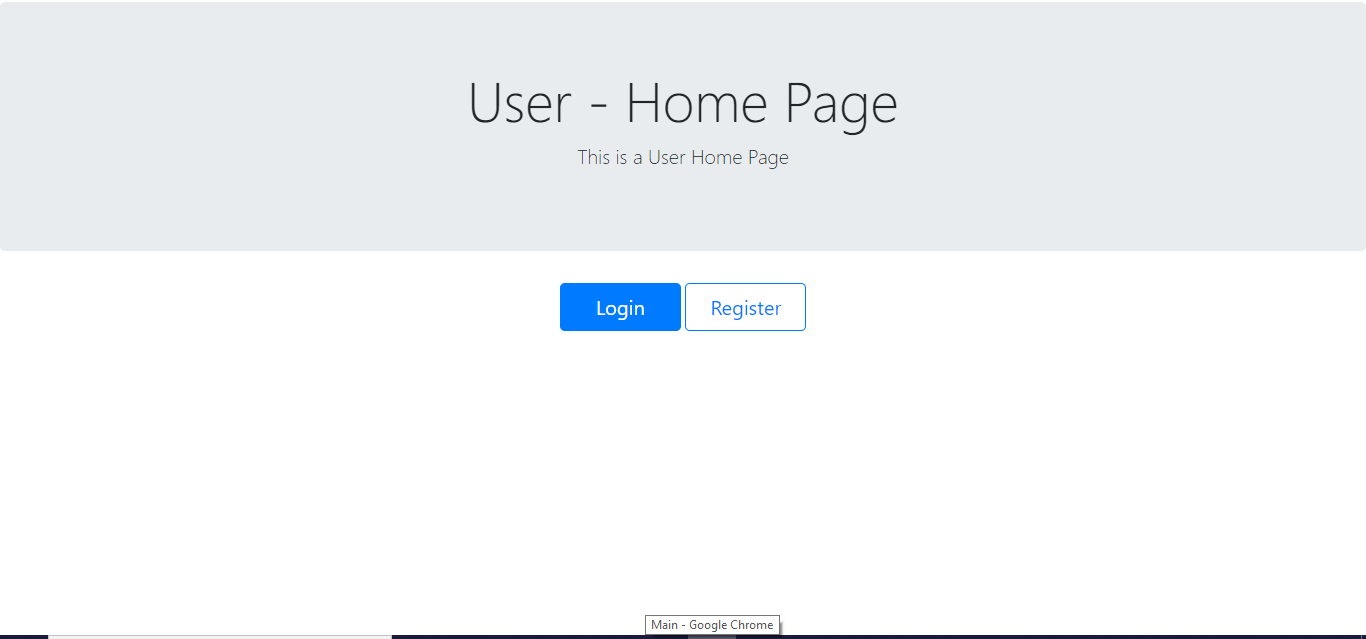 User - Home Page
This is a User Home Page
Login Register
Main - Google Chrome